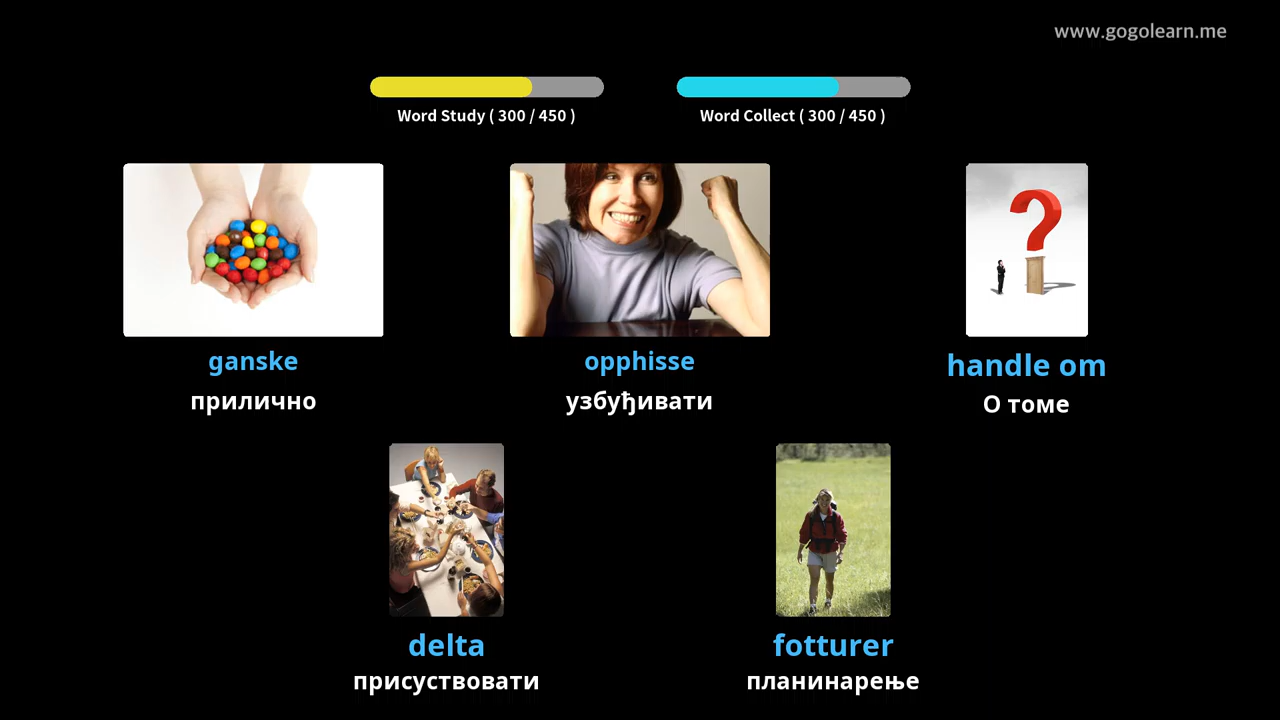 www.gogolearn.me
Word Study ( 300 / 450 )
Word Collect ( 300 / 450 )
ganske
прилично
opphisse
узбуђивати
handle om
О томе
delta
присуствовати
fotturer
планинарење